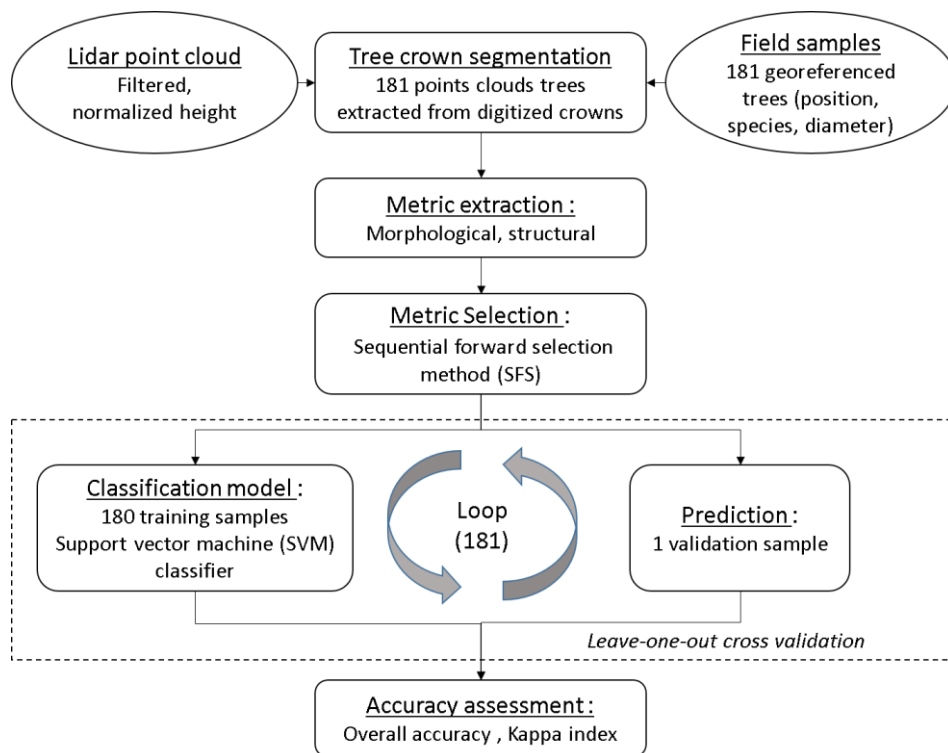 Lidar point cloud
Filtered,
normalized height
Tree crown segmentation
181 points clouds trees
extracted from digitized crowns
Field samples
181 georeferenced
trees (position,
species, diameter)
Metric extraction :
Morphological, structural
Metric Selection :
Sequential forward selection
method (SFS)
Classification model :
180 training samples
Support vector machine (SVM)
classifier
Loop
(181)
Prediction :
1 validation sample
Leave-one-out cross validation
Accuracy assessment :
Overall accuracy , Kappa index